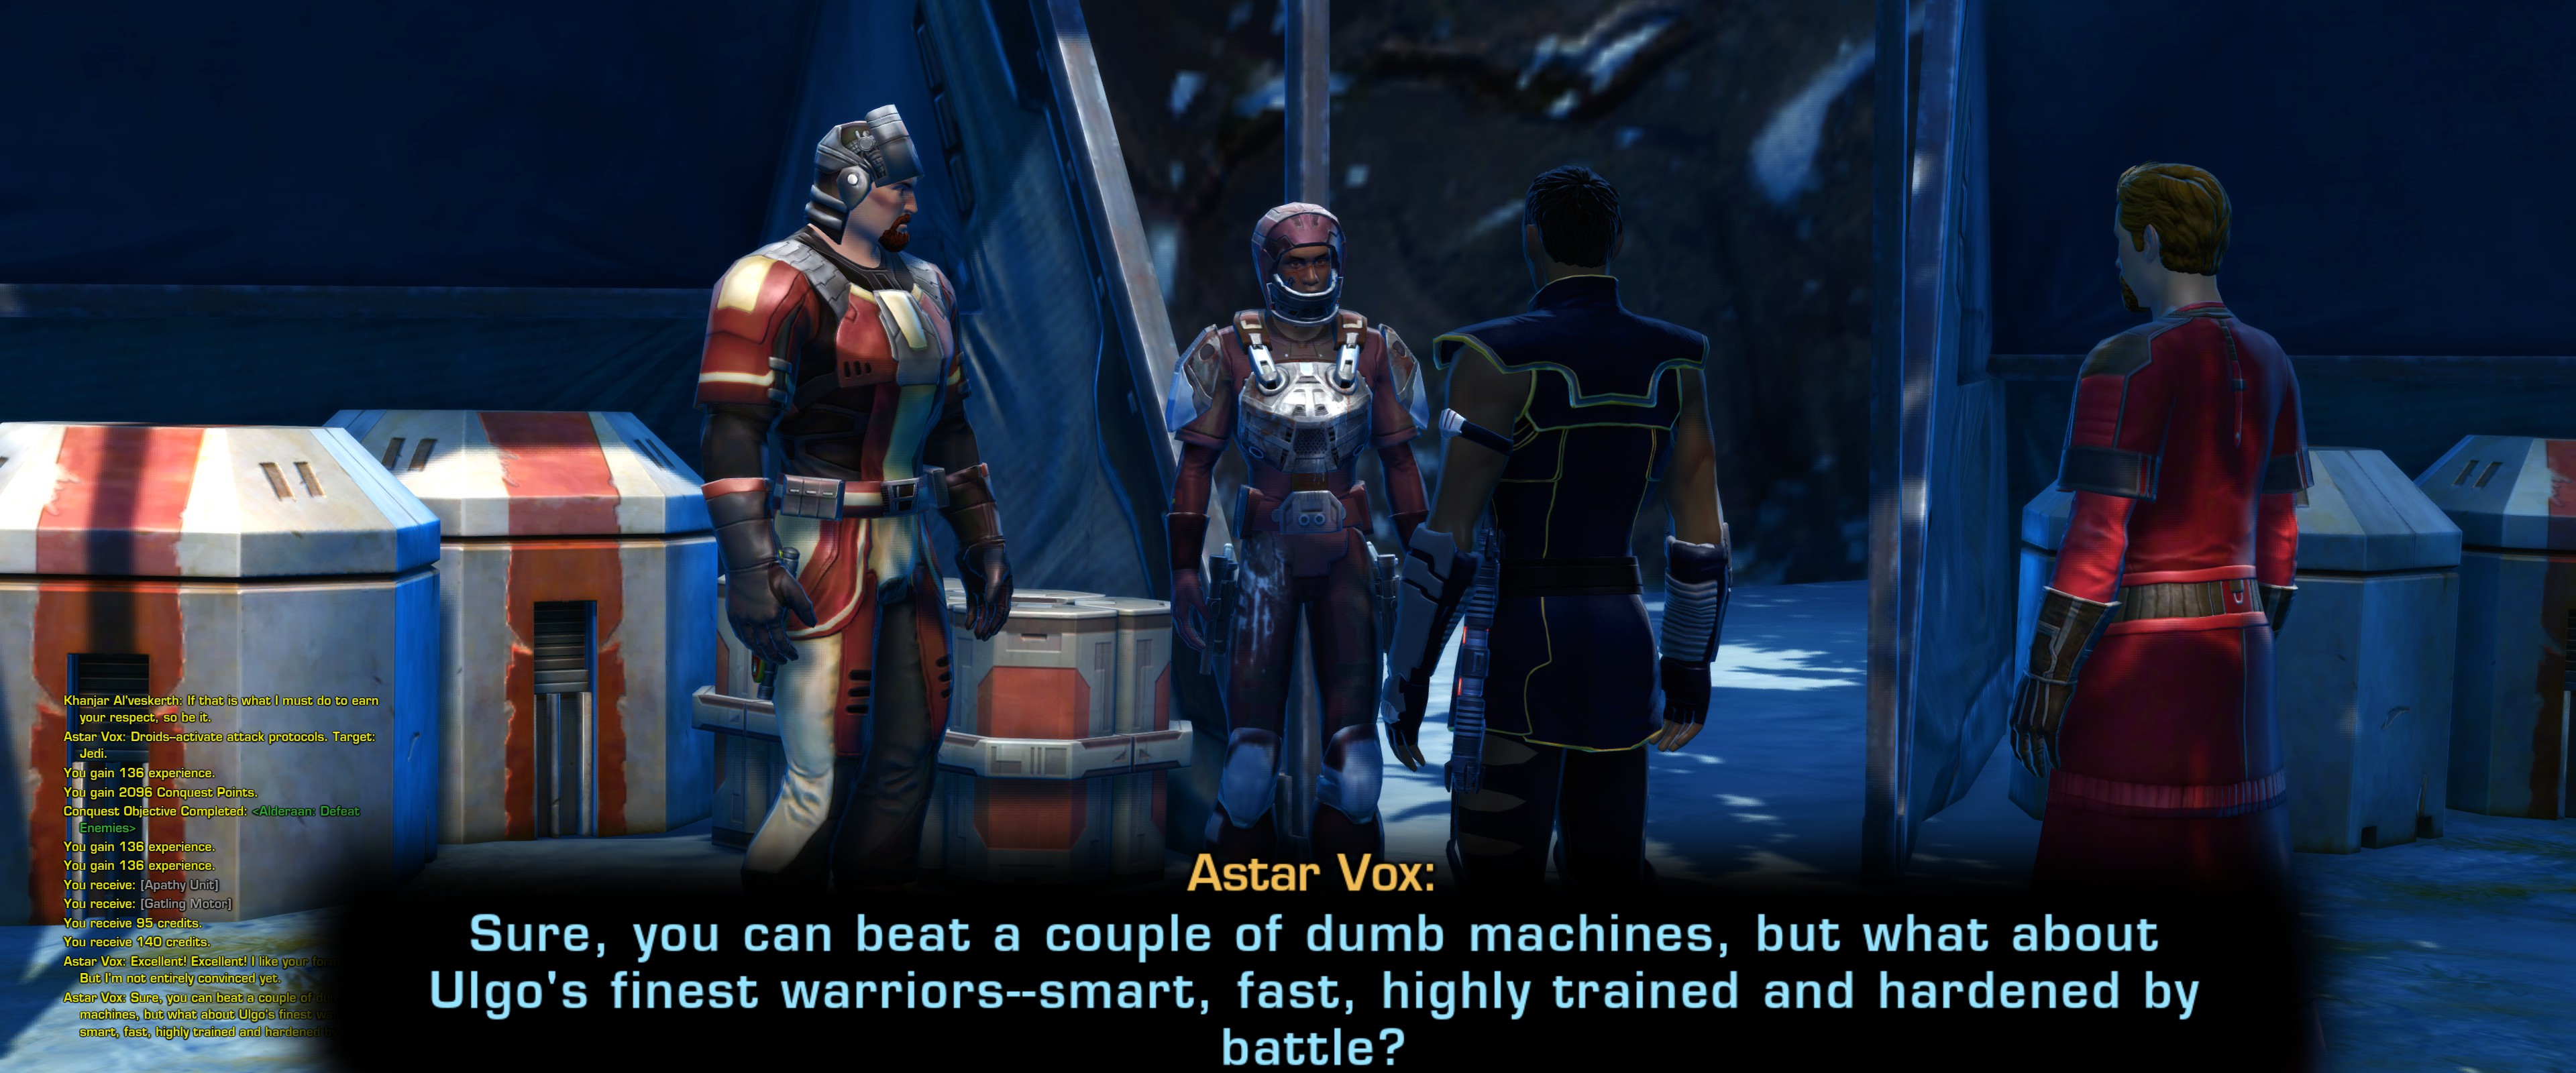 Khanjar Al'veskerth: If that is what I must do to earn
your respect, so be it.
Astar Vox: Droids--activate attack protocols. Target:
Jedi.
You gain 136 experience.
You gain 2096 Conquest Points.
Conquest Objective Completed: <Alderaan: Defeat
Enemies>
You gain 136 experience.
You gain 136 experience.
You receive: [Apathy Unit]
You receive: [Gatling Motor]
You receive 95 credits.
You receive 140 credits.
Astar Vox: Excellent! Excellent! I like your
But I'm not entirely convinced yet.
Astar Vox: Sure, you can beat a couple of
machines, but what about Ulgo's finest
smart, fast, highly trained and hardened
Astar Vox:
Sure, you can beat a couple of dumb machines, but what about
Ulgo's finest warriors--smart, fast, highly trained and hardened by
battle?